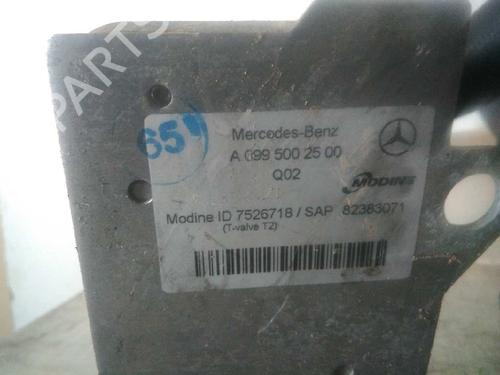 PARTS
65
Mercedes-Benz
A 099 500 25 00
Q02
MODINE
Modine ID 7526718 / SAP 82383071
(T-valve T2)